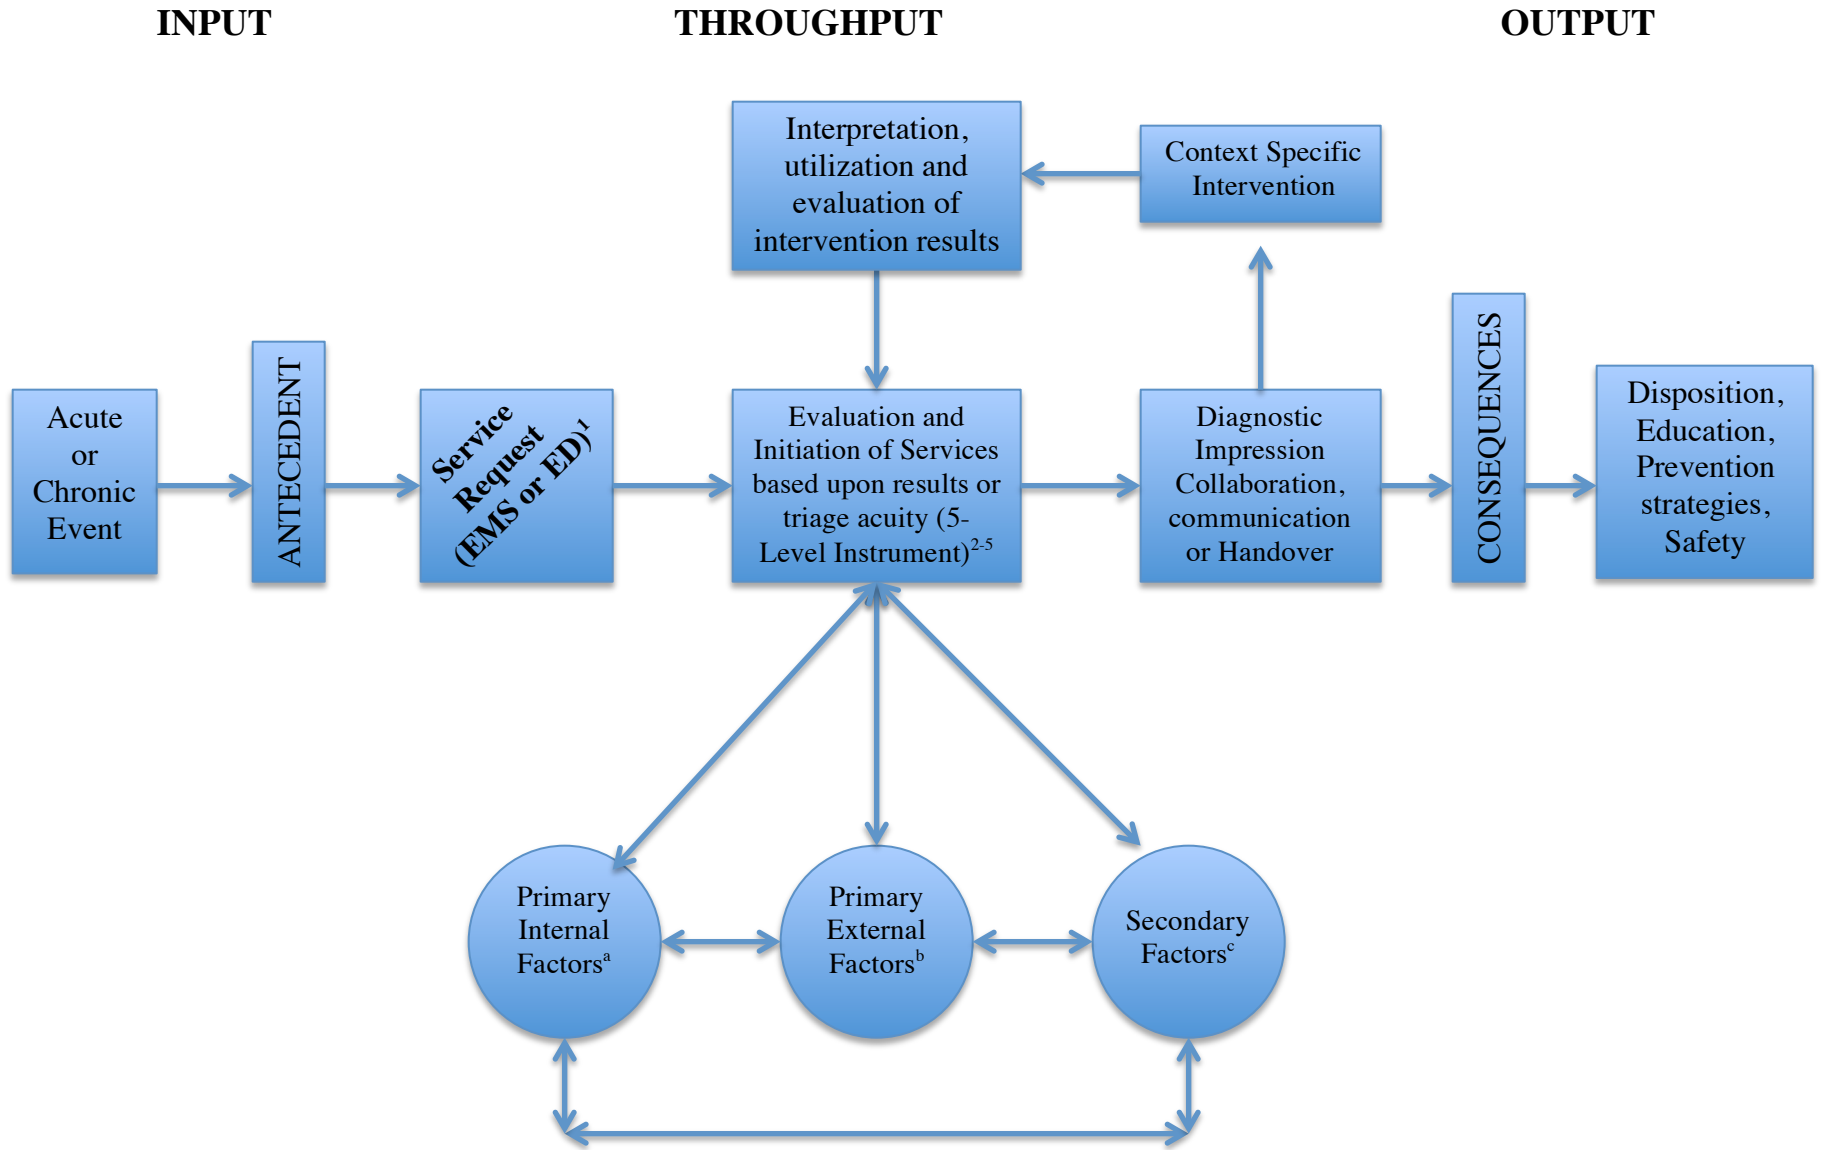 INPUT
THROUGHPUT
OUTPUT
Interpretation,
utilization and
evaluation of
intervention results
Context Specific
Intervention
Acute
or
Chronic
Event
ANTECEDENT
Service
Request
(EMS or ED)¹
Evaluation and
Initiation of Services
based upon results or
triage acuity (5-
Level Instrument)²⁻⁵
Diagnostic
Impression
Collaboration,
communication
or Handover
CONSEQUENCES
Disposition,
Education,
Prevention
strategies,
Safety
Primary
Internal
Factorsᵃ
Primary
External
Factorsᵇ
Secondary
Factorsᶜ